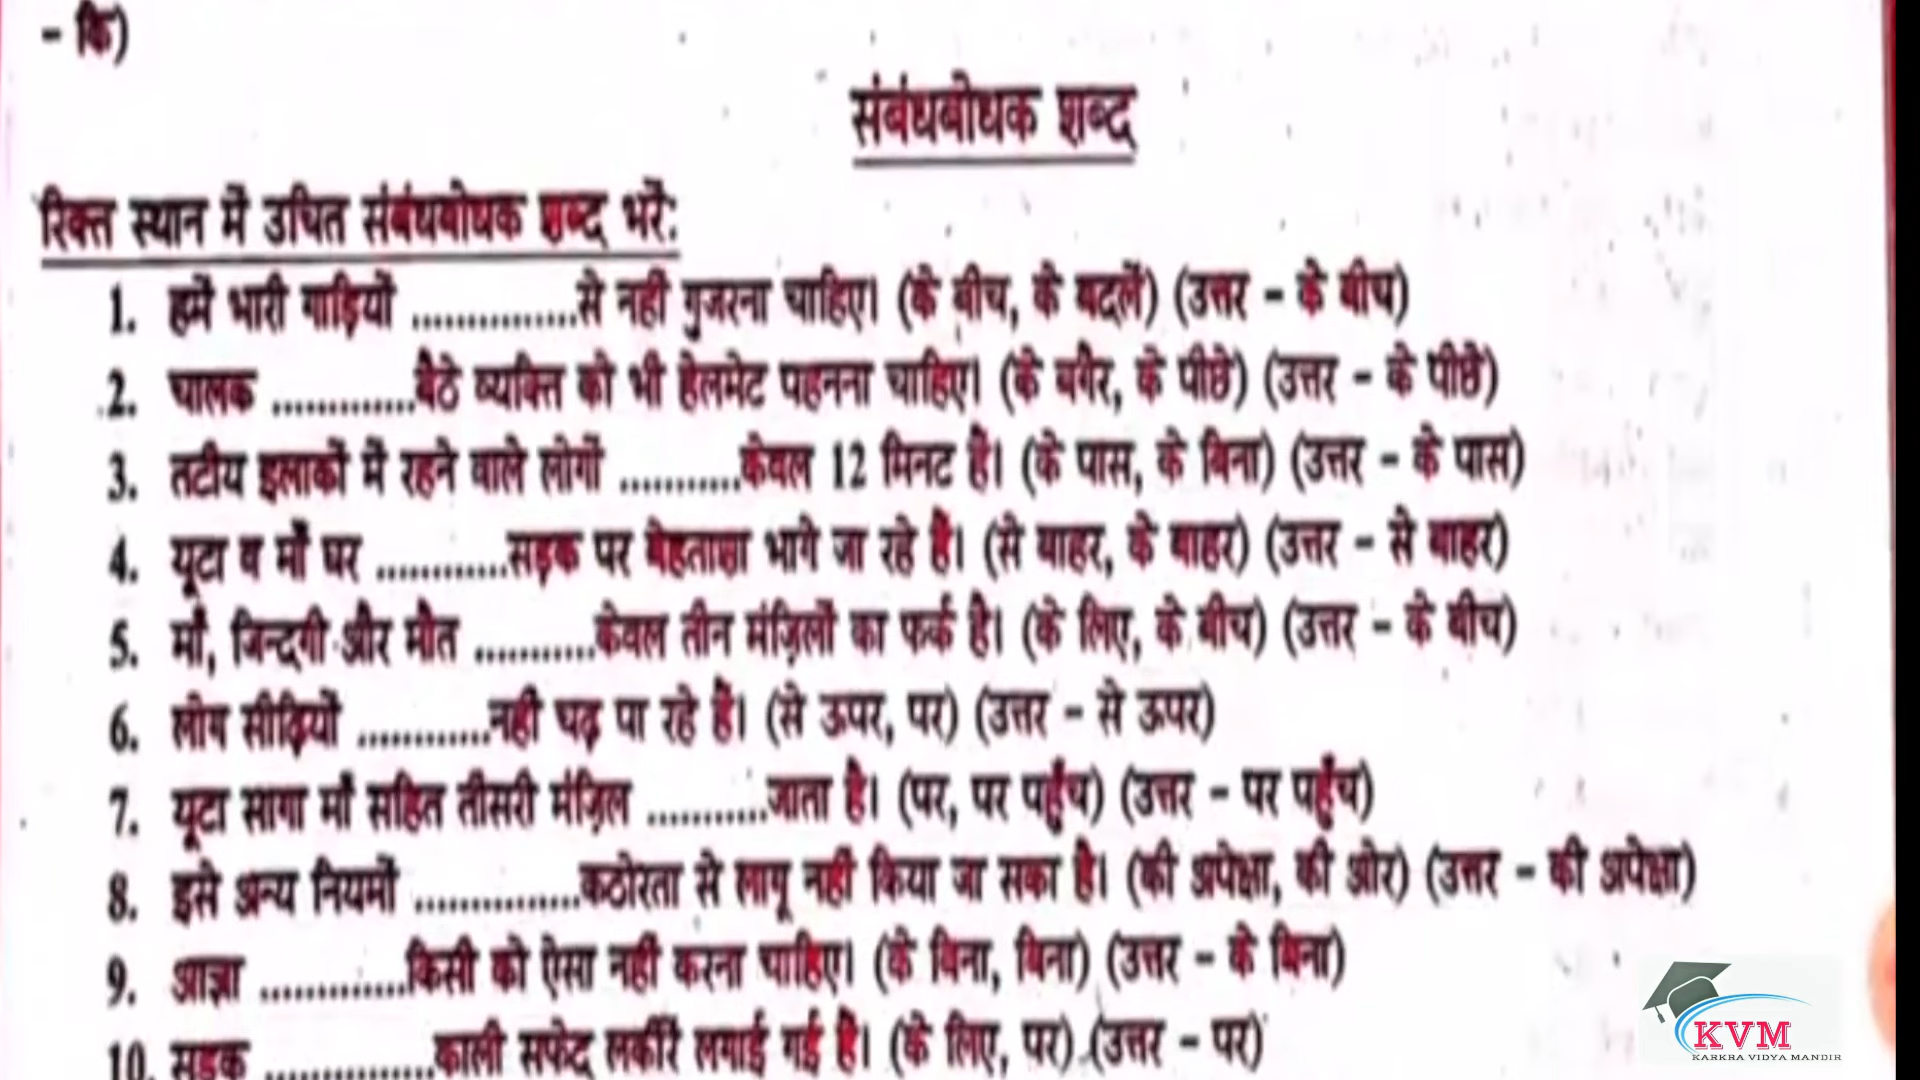 - कि)
संबंधबोधक शब्द
रिक्त स्थान में उचित संबंधबोधक शब्द भरें:
1. हमें भारी गाड़ियों ...............से नहीं गुजरना चाहिए। (के बीच, के बदले) (उत्तर - के बीच)
2. चालक .............बैठे व्यक्ति को भी हेलमेट पहनना चाहिए। (के बगैर, के पीछे) (उत्तर - के पीछे)
3. तटीय इलाकों में रहने वाले लोगों ...........केवल 12 मिनट है। (के पास, के बिना) (उत्तर - के पास)
4. यूटा व माँ घर ............सड़क पर बेहताशा भागे जा रहे है। (से बाहर, के बाहर) (उत्तर - से बाहर)
5. माँ, जिन्दगी और मौत ...........केवल तीन मंज़िलों का फर्क है। (के लिए, के बीच) (उत्तर - के बीच)
6. लोग सीढ़ियों ............नहीं चढ़ पा रहे हैं। (से ऊपर, पर) (उत्तर - से ऊपर)
7. यूटा सागा माँ सहित तीसरी मंज़िल ...........जाता है। (पर, पर पहुँच) (उत्तर - पर पहुँच)
8. इसे अन्य नियमों ...............कठोरता से लागू नहीं किया जा सका है। (की अपेक्षा, की ओर) (उत्तर - की अपेक्षा)
9. आज्ञा .............किसी को ऐसा नहीं करना चाहिए। (के बिना, बिना) (उत्तर - के बिना)
10. सड़क ...............काली सफेद लकीरें लगाई गई है। (के लिए, पर) (उत्तर - पर)
KVM
KARKRA VIDYA MANDIR